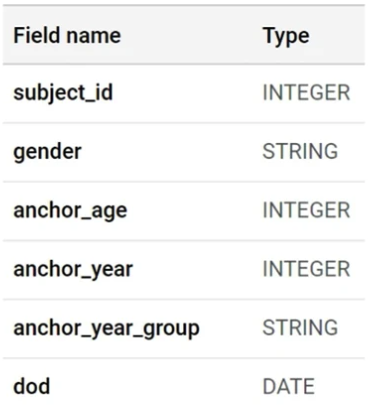 Field name Type
subject_id INTEGER
gender STRING
anchor_age INTEGER
anchor_year INTEGER
anchor_year_group STRING
dod DATE